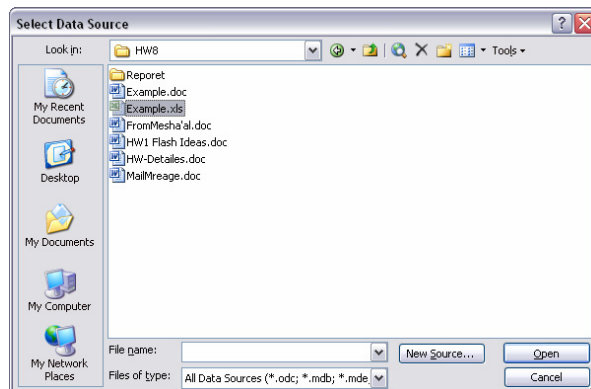 Select Data Source
Look in: HW8 Tools
Reporet
Example.doc
Example.xls
FromMesha'al.doc
HW1 Flash Ideas.doc
HW-Detailes.doc
MailMreage.doc
My Recent
Documents
Desktop
My Documents
My Computer
My Network
Places
File name: New Source... Open
Files of type: All Data Sources (*.odc; *.mdb; *.mde Cancel